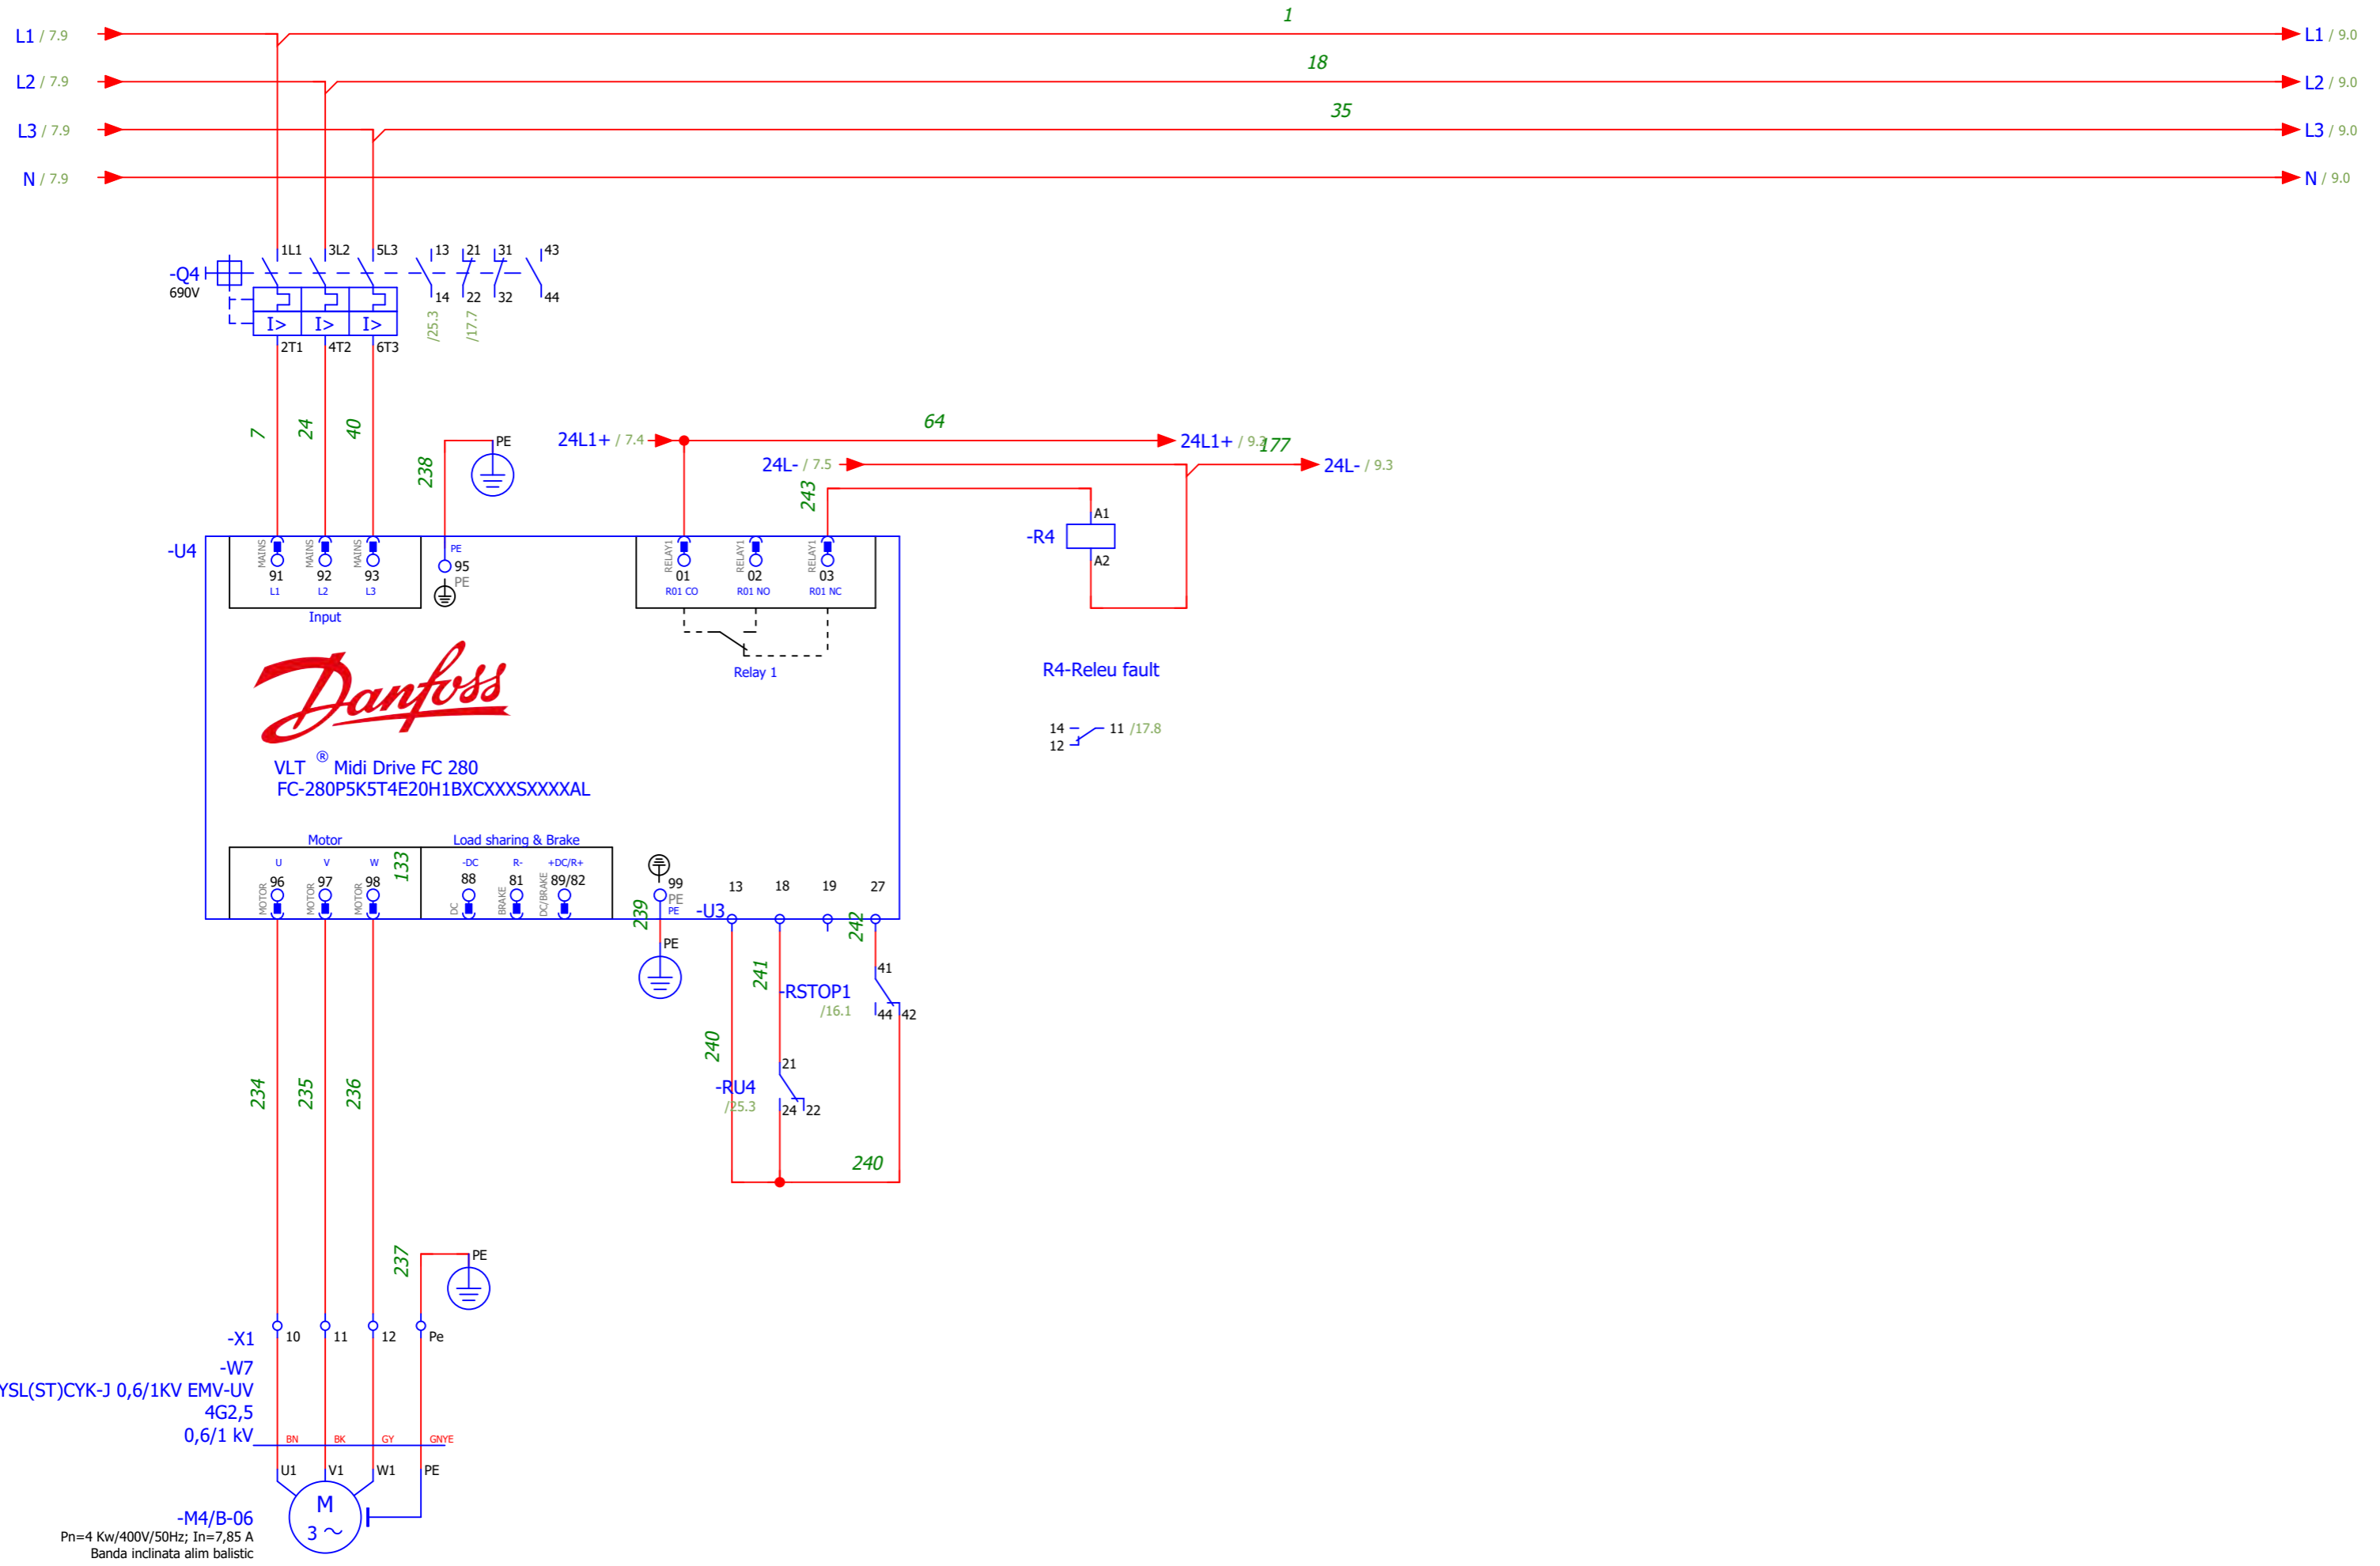 1
L1 / 7.9
L1 / 9.0
18
L2 / 7.9
L2 / 9.0
35
L3 / 7.9
L3 / 9.0
N / 7.9
N / 9.0
1L1 3L2 5L3 13 21 31 43
-Q4
690V
14 22 32 44
I> I> I>
/25.3 /17.7
2T1 4T2 6T3
7 24 40
238
PE
64
24L1+ / 7.4
24L1+ / 9.2
177
24L- / 7.5
24L- / 9.3
243
A1
-R4
A2
-U4
MAINS MAINS MAINS
PE
RELAY1 RELAY1 RELAY1
91 92 93
95
PE
01 02 03
L1 L2 L3
R01 CO R01 NO R01 NC
Input
Relay 1
R4-Releu fault
Danfoss
14 11 /17.8
12
VLT ® Midi Drive FC 280
FC-280P5K5T4E20H1BXCXXXSXXXXAL
Motor
Load sharing & Brake
U V W
133
-DC R- +DC/R+
96 97 98
88 81 89/82
MOTOR MOTOR MOTOR
DC BRAKE DC/BRAKE
99
PE
PE
13 18 19 27
-U3
239
242
PE
241
41
-RSTOP1
/16.1
44 42
240
21
-RU4
/25.3
24 22
234 235 236
240
237
PE
-X1
10 11 12 Pe
-W7
YSL(ST)CYK-J 0,6/1KV EMV-UV
4G2,5
0,6/1 kV
BN BK GY GNYE
U1 V1 W1 PE
M
3 ~
-M4/B-06
Pn=4 Kw/400V/50Hz; In=7,85 A
Banda inclinata alim balistic